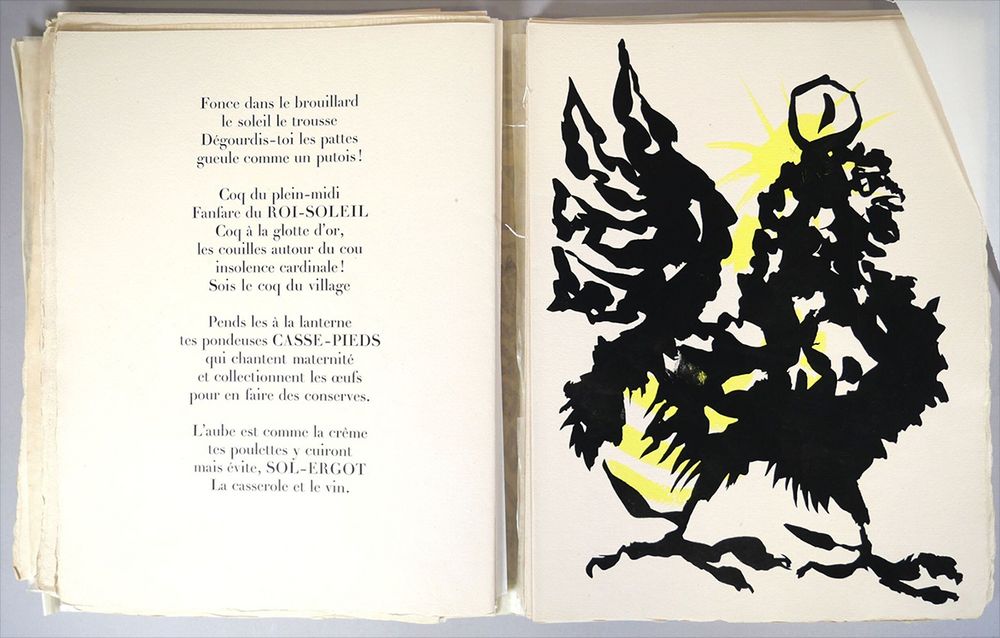 Fonce dans le brouillard
le soleil le trousse
Dégourdis-toi les pattes
gueule comme un putois!
Coq du plein-midi
Fanfare du ROI-SOLEIL
Coq à la glotte d'or,
les couilles autour du cou
insolence cardinale!
Sois le coq du village
Pends les à la lanterne
tes pondeuses CASSE-PIEDS
qui chantent maternité
et collectionnent les œufs
pour en faire des conserves.
L'aube est comme la crême
tes poulettes y cuiront
mais évite, SOL-ERGOT
La casserole et le vin.